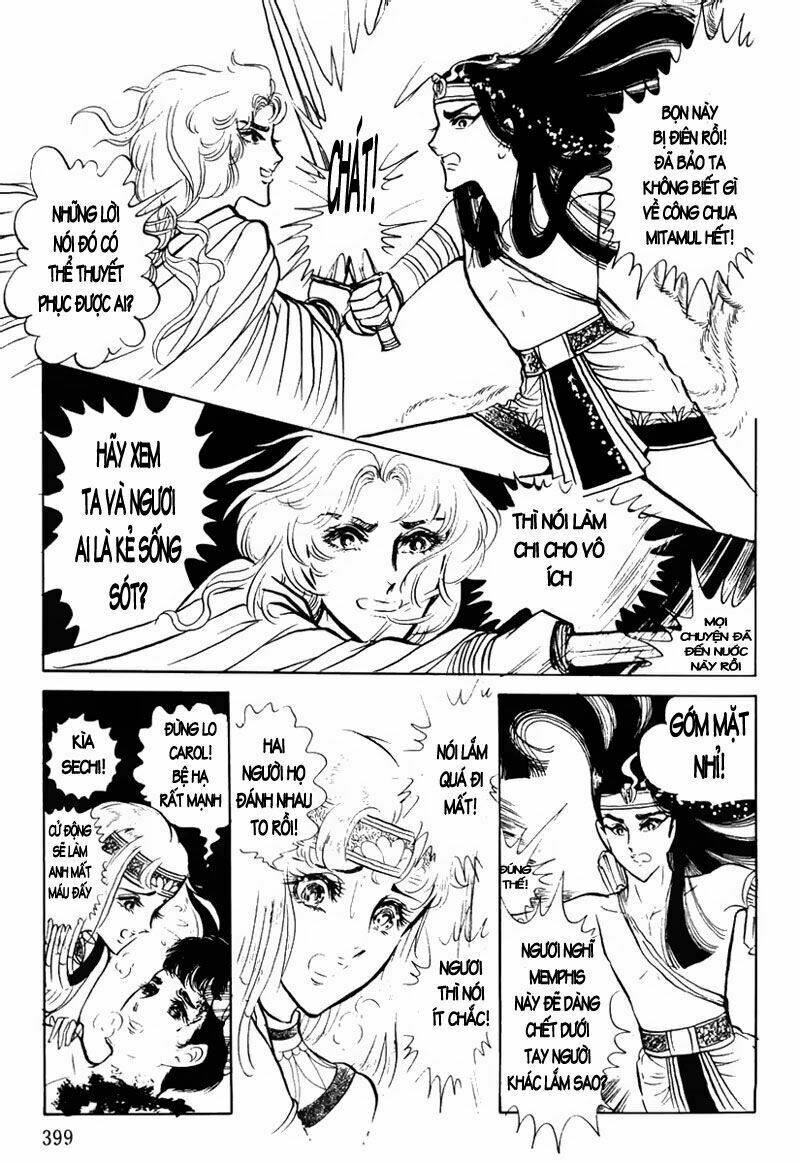 BỌN NÀY
BỊ ĐIÊN RỒI!
ĐÃ BẢO TA
KHÔNG BIẾT GÌ
VỀ CÔNG CHUA
MITAMUL HẾT!
CHÁT!
NHỮNG LỜI
NÓI ĐÓ CÓ
THỂ THUYẾT
PHỤC ĐƯỢC AI?
HÃY XEM
TA VÀ NGƯƠI
AI LÀ KẺ SỐNG
SÓT?
THÌ NÓI LÀM
CHI CHO VÔ
ÍCH
MỌI
CHUYỆN ĐÃ
ĐẾN NUỚC
NÀY RỒI
GỚM MẶT
NHỈ!
ĐÚNG
THẾ!
NGƯƠI NGHĨ
MEMPHIS
NÀY ĐẼ DÀNG
CHẾT DƯỚI
TAY NGƯỜI
KHÁC LẮM SAO?
NÓI LẮM
QUÁ ĐI
MẤT!
HAI
NGƯỜI HỌ
ĐÁNH NHAU
TO RỒI!
NGƯƠI
THÌ NÓI
ÍT CHẮC!
ĐỪNG LO
CAROL!
BỆ HẠ
RẤT MẠNH
KÌA
SECHI!
CỬ ĐỘNG
SẼ LÀM
ANH MẤT
MÁU ĐẤY
399